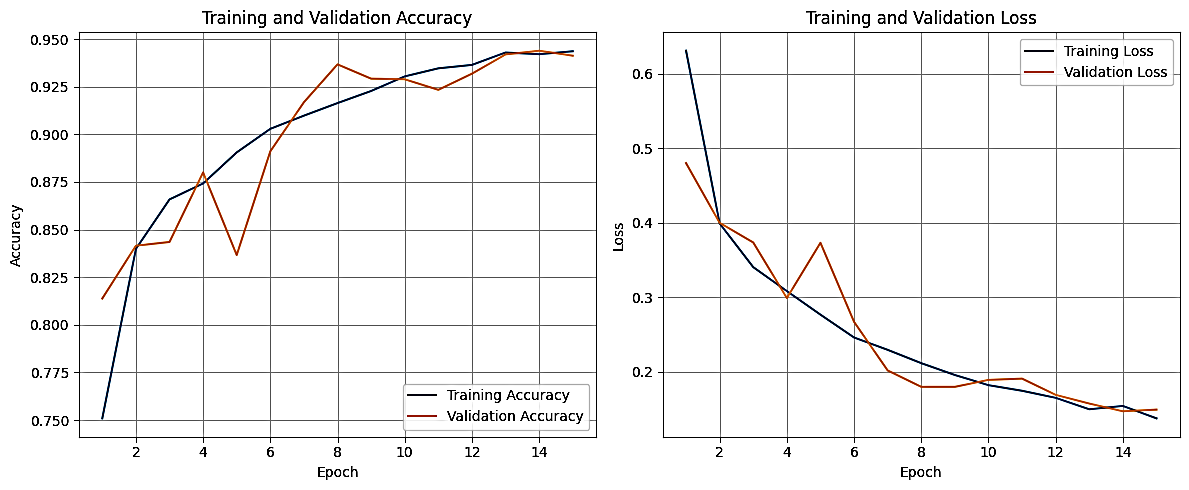 Training and Validation Accuracy
0.950
0.925
0.900
0.875
0.850
0.825
0.800
0.775
0.750
Accuracy
Training Accuracy
Validation Accuracy
2 4 6 8 10 12 14
Epoch
Training and Validation Loss
Training Loss
Validation Loss
0.6
0.5
0.4
0.3
0.2
Loss
2 4 6 8 10 12 14
Epoch